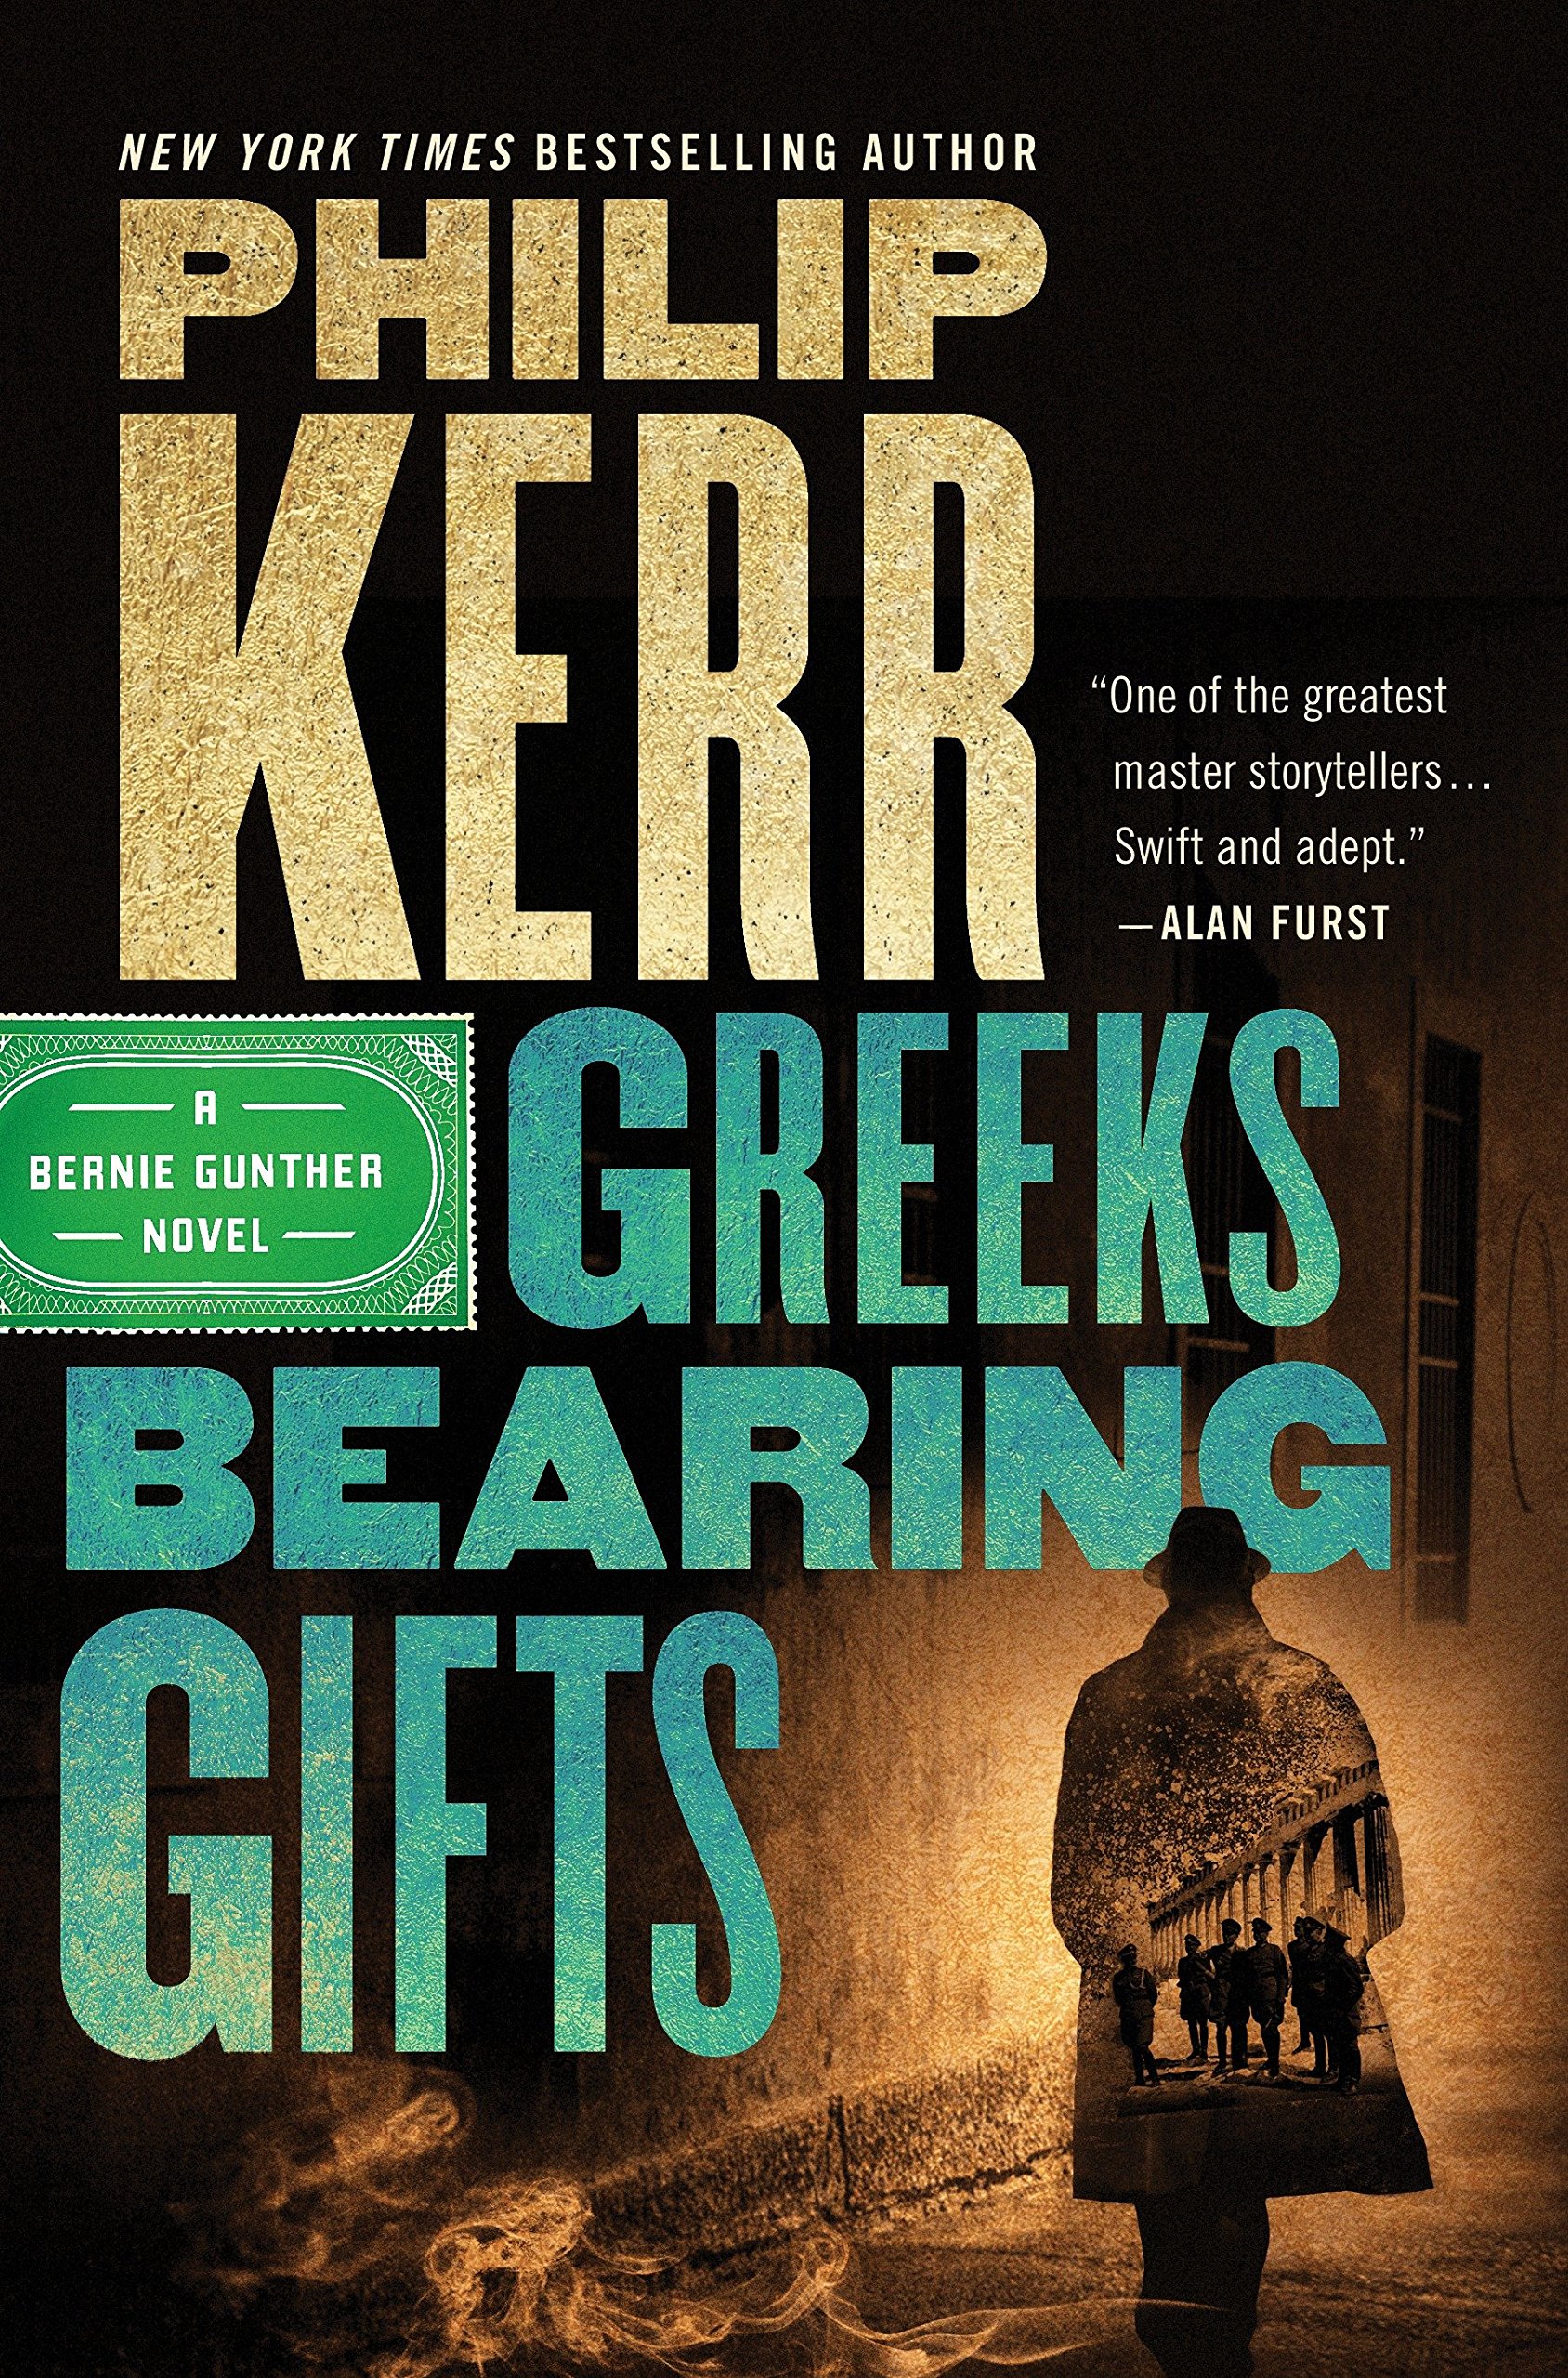 NEW YORK TIMES BESTSELLING AUTHOR
PHILIP
KERR
“One of the greatest
master storytellers...
Swift and adept.”
—ALAN FURST
A
BERNIE GUNTHER
NOVEL
GREEKS
BEARING
GIFTS